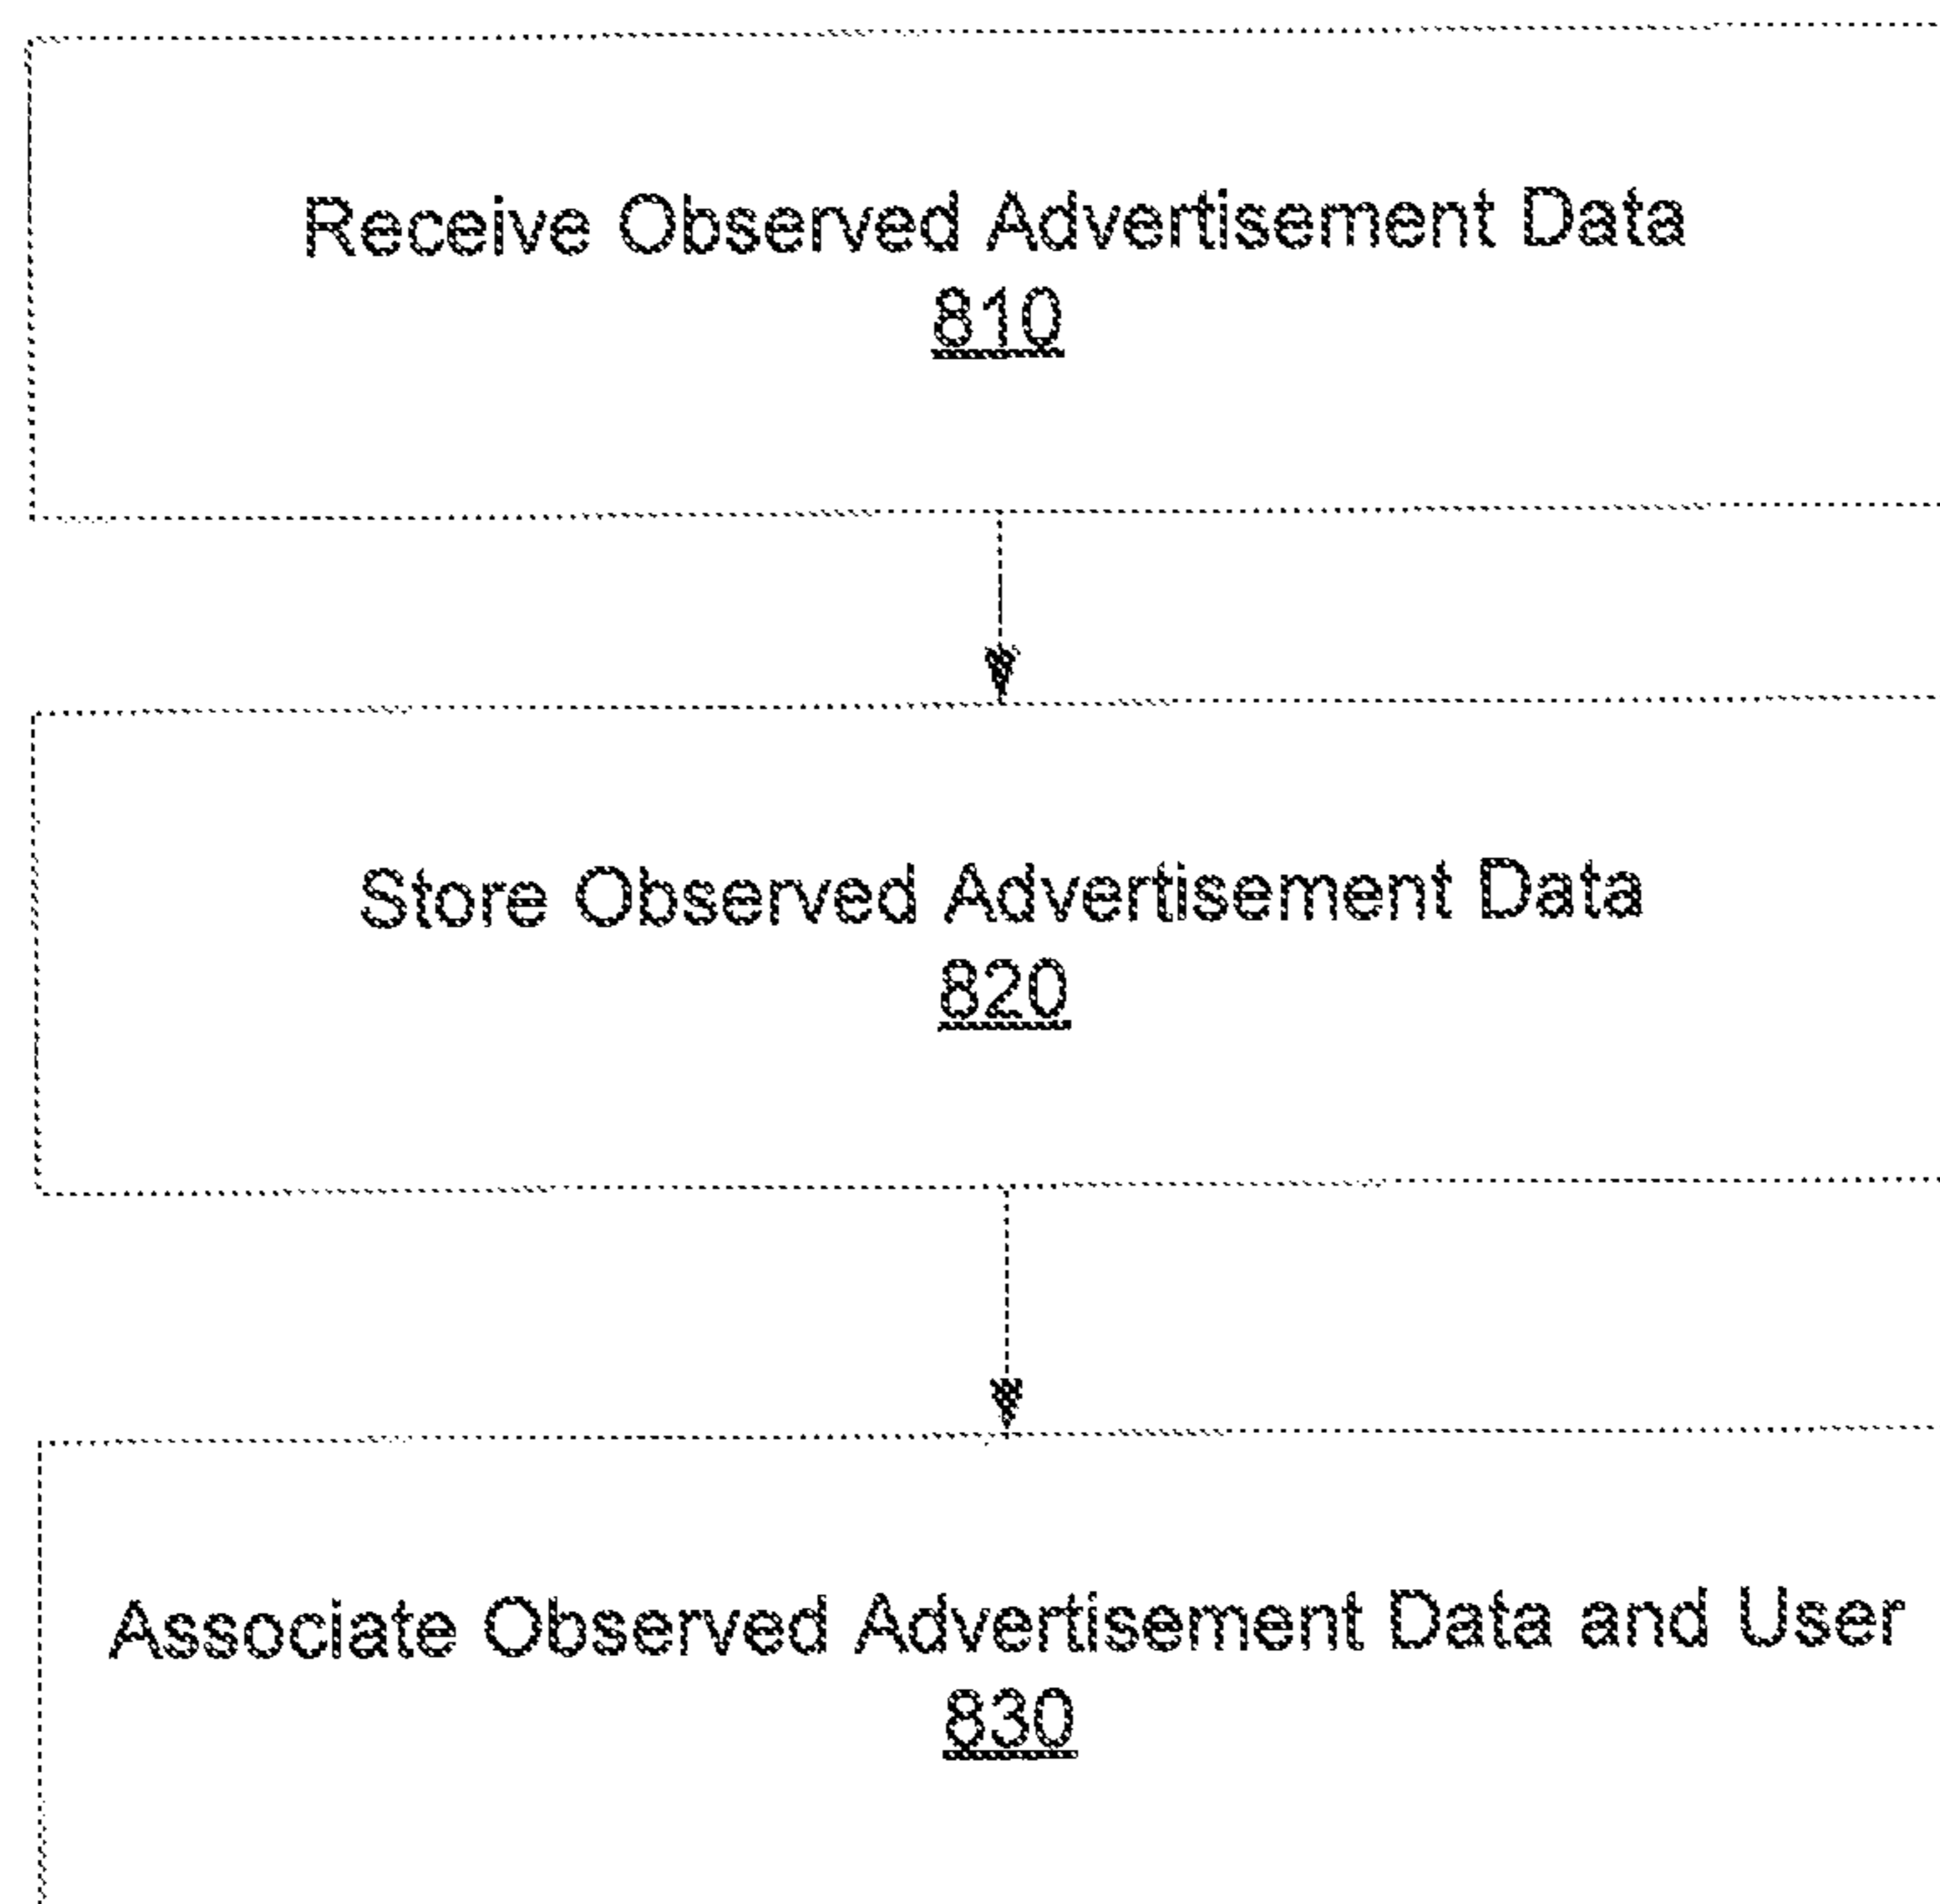 Receive Observed Advertisement Data
810
Store Observed Advertisement Data
820
Associate Observed Advertisement Data and User
830